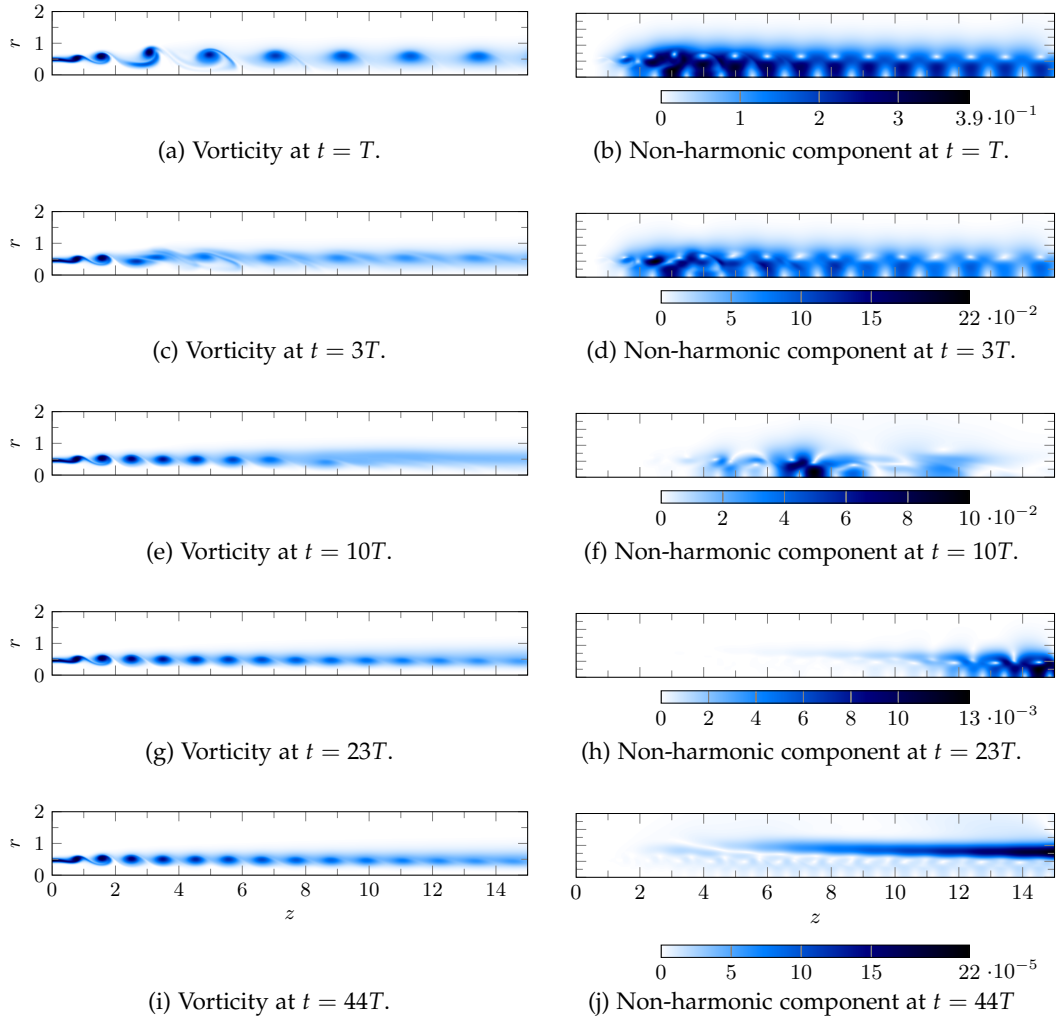 2
1
0
r
0
1
2
3
3.9 ·10⁻¹
(a) Vorticity at t = T.
(b) Non-harmonic component at t = T.
2
1
0
r
0
5
10
15
22 ·10⁻²
(c) Vorticity at t = 3T.
(d) Non-harmonic component at t = 3T.
2
1
0
r
0
2
4
6
8
10 ·10⁻²
(e) Vorticity at t = 10T.
(f) Non-harmonic component at t = 10T.
2
1
0
r
0
2
4
6
8
10
13 ·10⁻³
(g) Vorticity at t = 23T.
(h) Non-harmonic component at t = 23T.
2
1
0
r
0 2 4 6 8 10 12 14
z
0 2 4 6 8 10 12 14
z
0
5
10
15
22 ·10⁻⁵
(i) Vorticity at t = 44T.
(j) Non-harmonic component at t = 44T